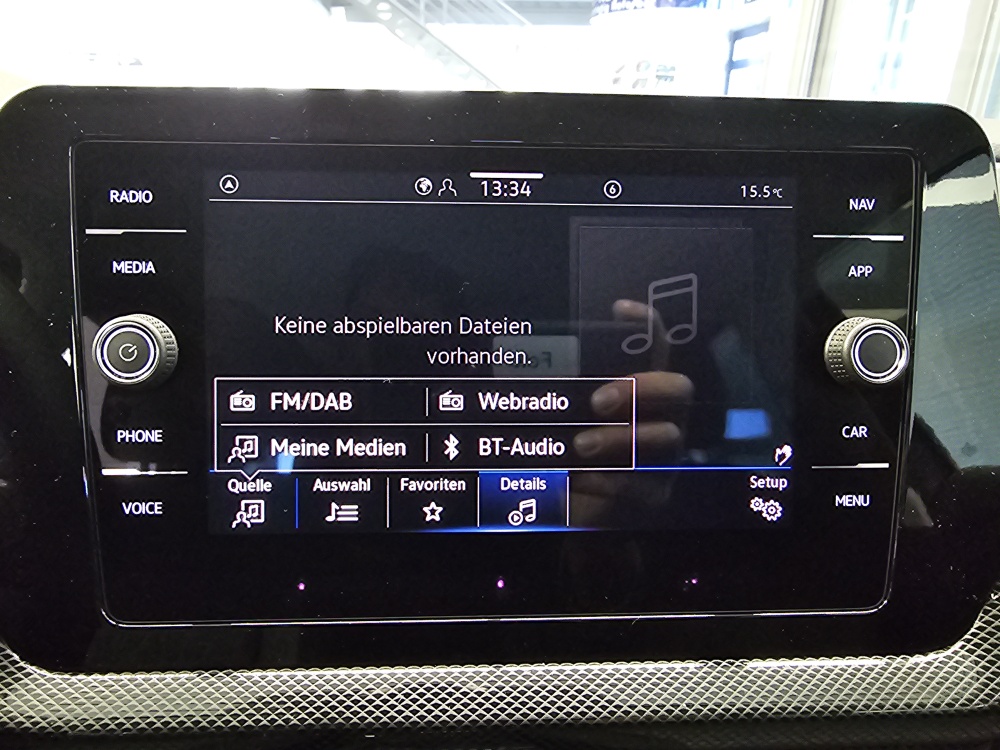 RADIO
MEDIA
PHONE
VOICE
13:34
6
15.5°C
Keine abspielbaren Dateien
vorhanden.
FM/DAB
Webradio
Meine Medien
BT-Audio
Quelle
Auswahl
Favoriten
Details
Setup
NAV
APP
CAR
MENU